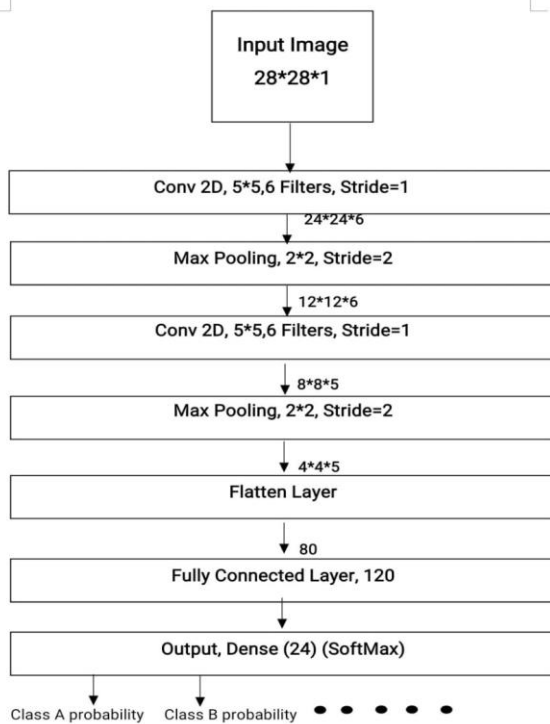 Input Image
28*28*1
Conv 2D, 5*5,6 Filters, Stride=1
24*24*6
Max Pooling, 2*2, Stride=2
12*12*6
Conv 2D, 5*5,6 Filters, Stride=1
8*8*5
Max Pooling, 2*2, Stride=2
4*4*5
Flatten Layer
80
Fully Connected Layer, 120
Output, Dense (24) (SoftMax)
Class A probability Class B probability